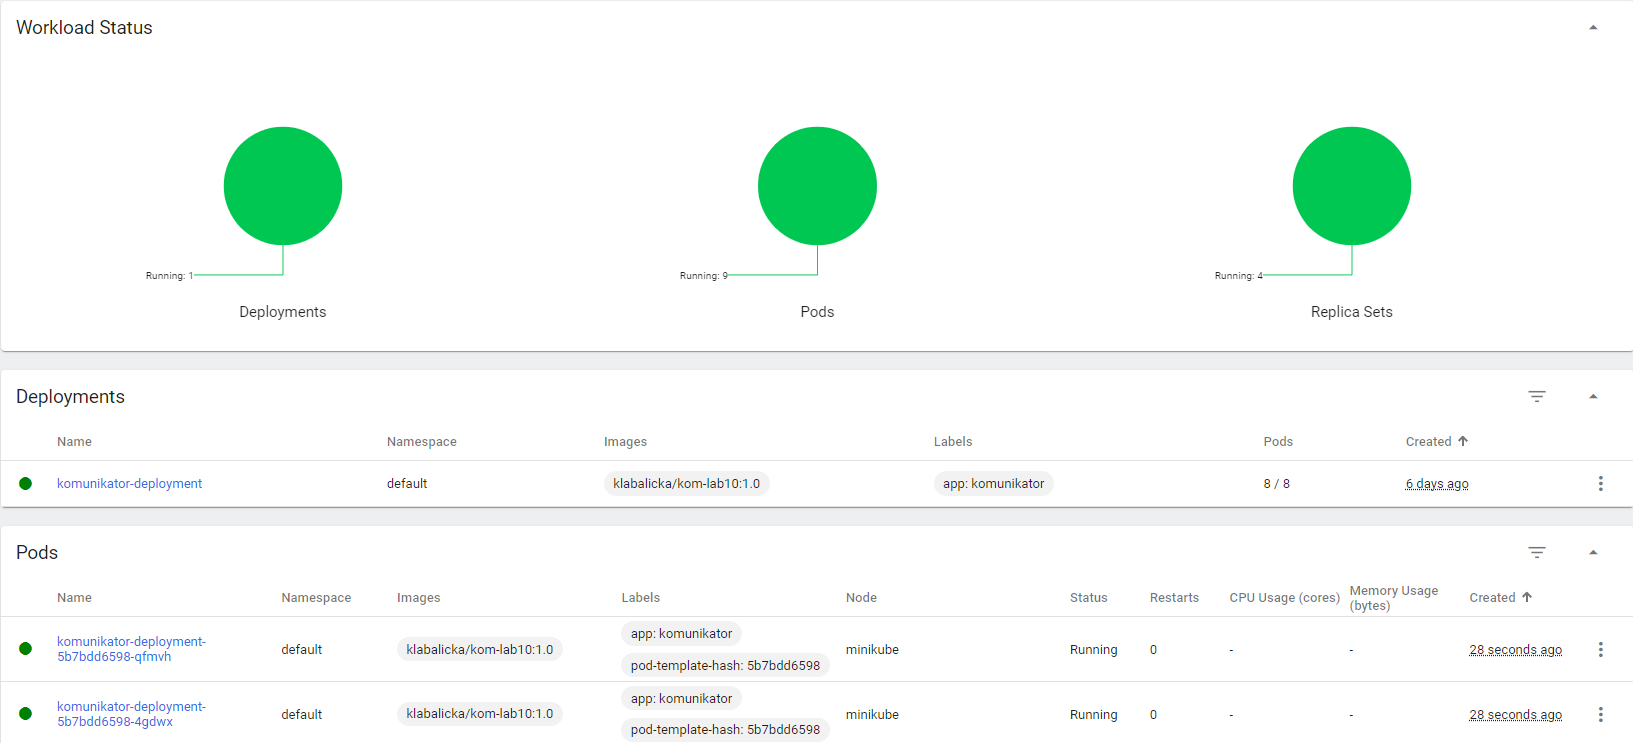 Workload Status
Running: 1
Running: 9
Running: 4
Deployments
Pods
Replica Sets
Deployments
Name Namespace Images Labels Pods Created
komunikator-deployment default klabalicka/kom-lab10:1.0 app: komunikator 8 / 8 6 days ago
Pods
Name Namespace Images Labels Node Status Restarts CPU Usage (cores) Memory Usage (bytes) Created
komunikator-deployment-
5b7bdd6598-qfmvh
default klabalicka/kom-lab10:1.0
app: komunikator
pod-template-hash: 5b7bdd6598
minikube Running 0 - - 28 seconds ago
komunikator-deployment-
5b7bdd6598-4gdwx
default klabalicka/kom-lab10:1.0
app: komunikator
pod-template-hash: 5b7bdd6598
minikube Running 0 - - 28 seconds ago